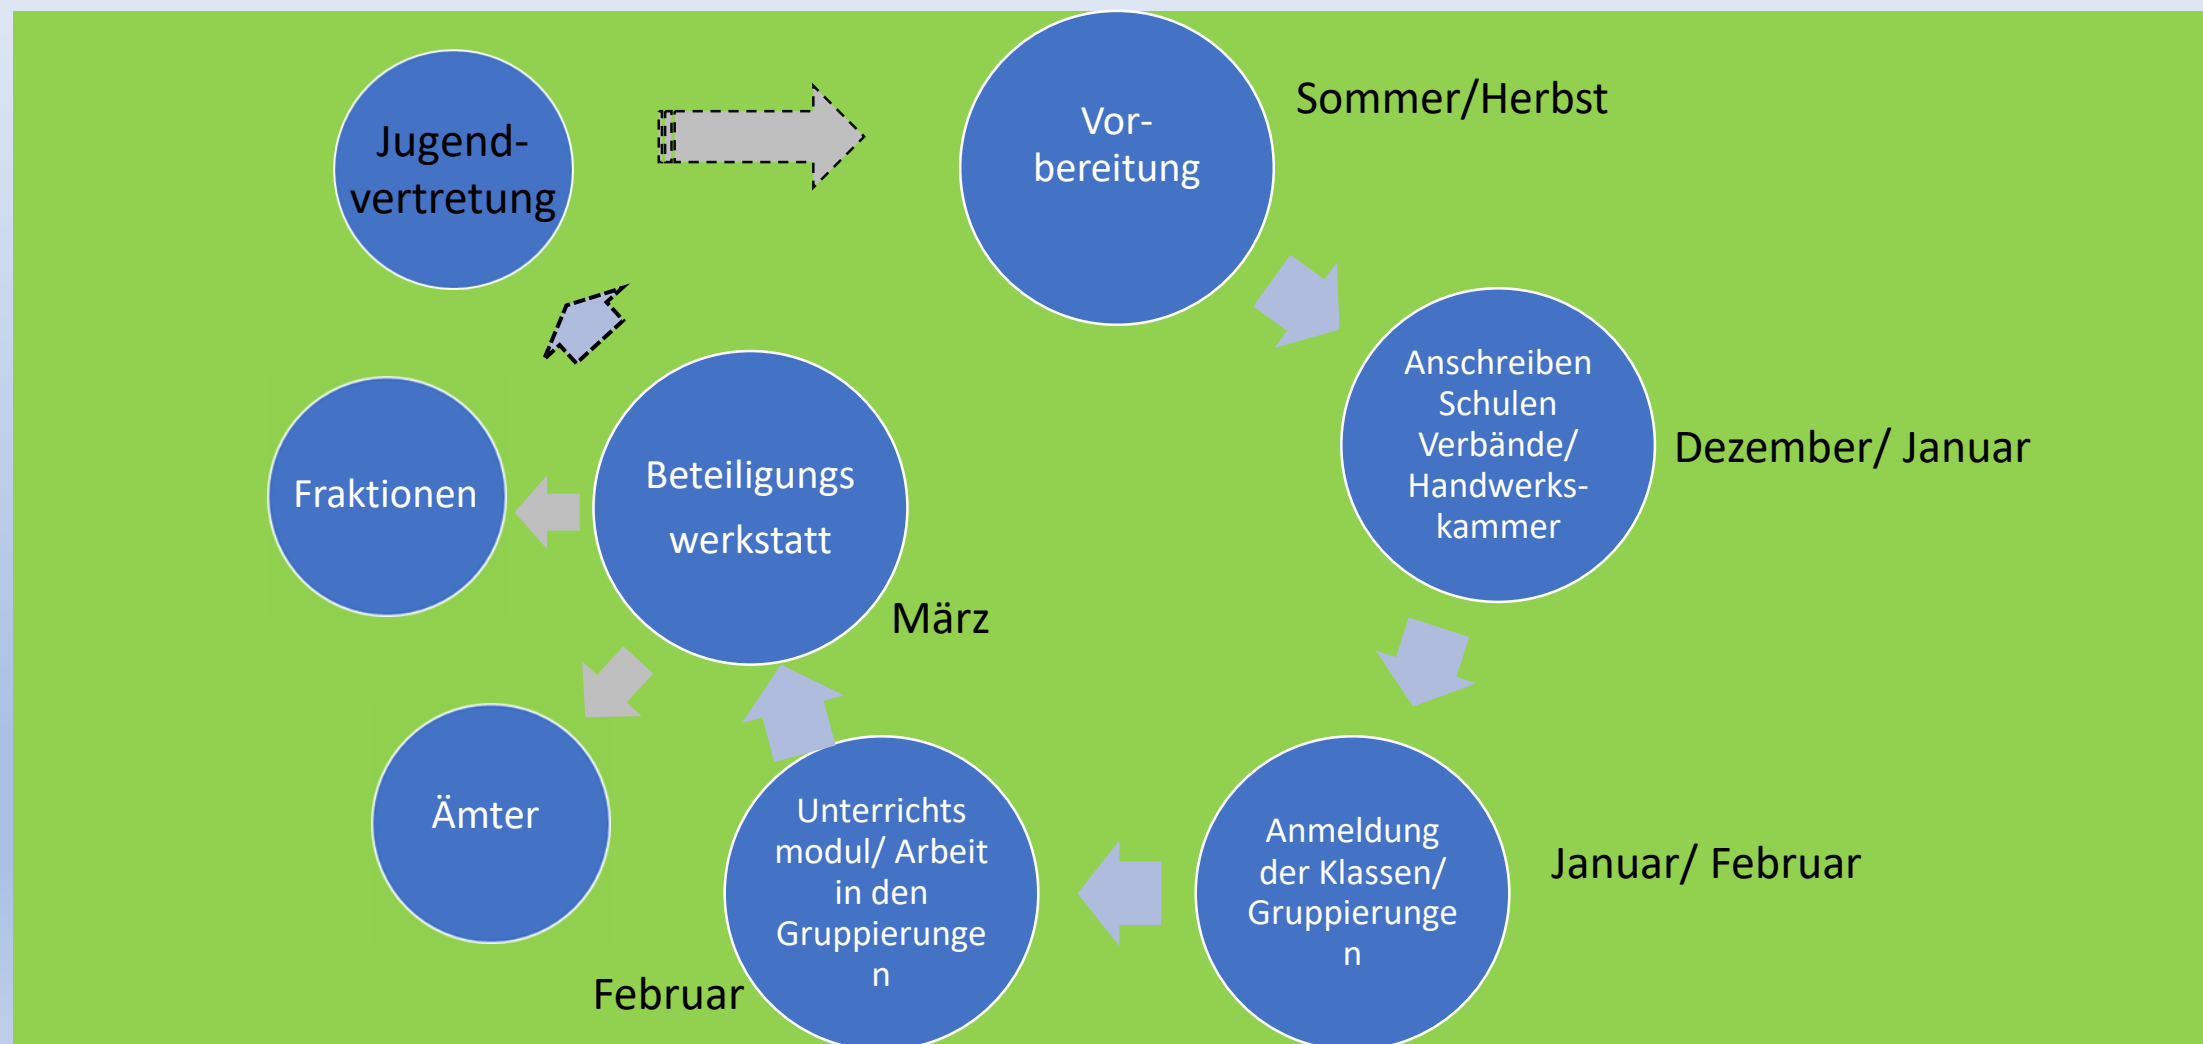 Jugend-
vertretung
Vor-
bereitung
Sommer/Herbst
Anschreiben
Schulen
Verbände/
Handwerks-
kammer
Dezember/ Januar
Fraktionen
Beteiligungs
werkstatt
März
Ämter
Unterrichts
modul/ Arbeit
in den
Gruppierunge
n
Februar
Anmeldung
der Klassen/
Gruppierunge
n
Januar/ Februar